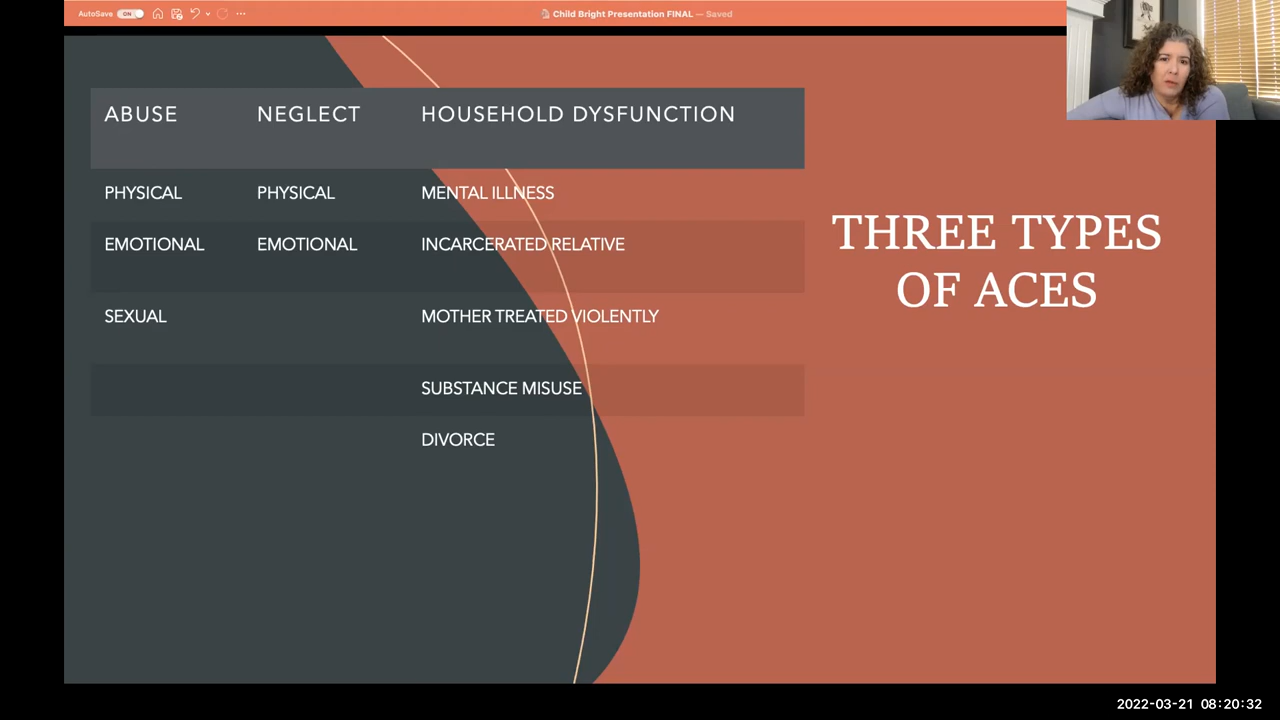 AutoSave ON
Child Bright Presentation FINAL — Saved
ABUSE NEGLECT HOUSEHOLD DYSFUNCTION
PHYSICAL PHYSICAL MENTAL ILLNESS
EMOTIONAL EMOTIONAL INCARCERATED RELATIVE
SEXUAL MOTHER TREATED VIOLENTLY
SUBSTANCE MISUSE
DIVORCE
THREE TYPES
OF ACES
2022-03-21 08:20:32